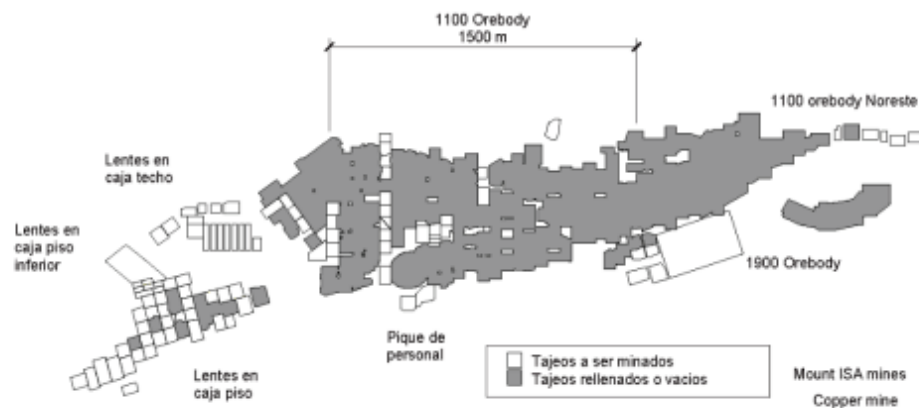 1100 Orebody
1500 m
1100 orebody Noreste
Lentes en
caja techo
Lentes en
caja piso
inferior
1900 Orebody
Pique de
personal
Lentes en
caja piso
Tajeos a ser minados
Tajeos rellenados o vacios
Mount ISA mines
Copper mine